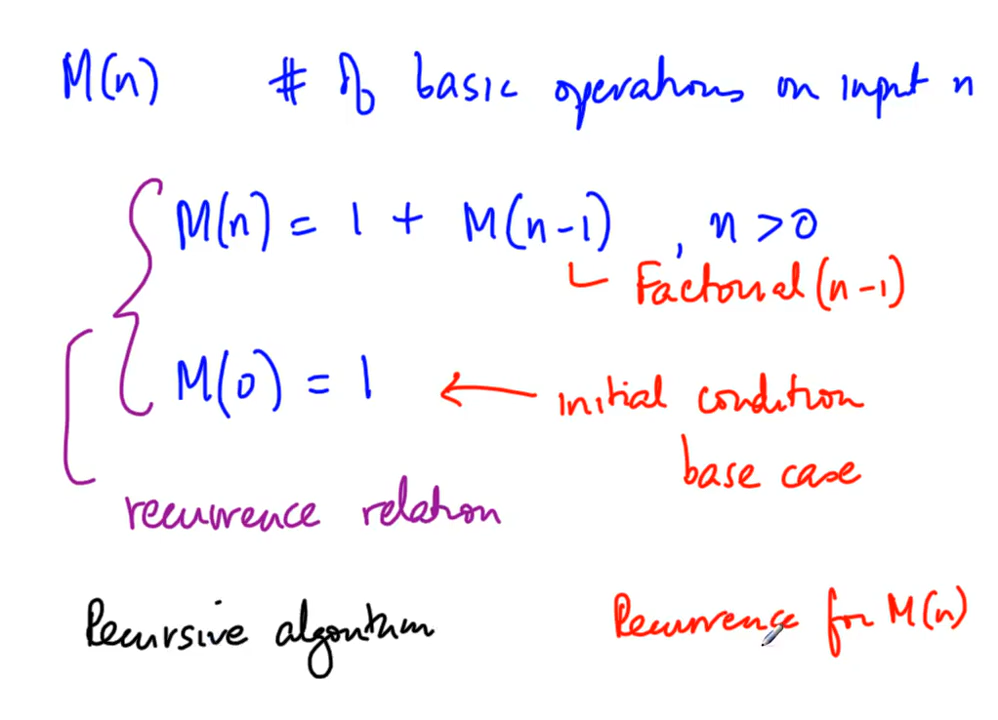 M(n) # of basic operations on input n
M(n) = 1 + M(n-1) , n > 0
Factorial (n-1)
M(0) = 1 ← initial condition
base case
recurrence relation
Recursive algorithm Recurrence for M(n)